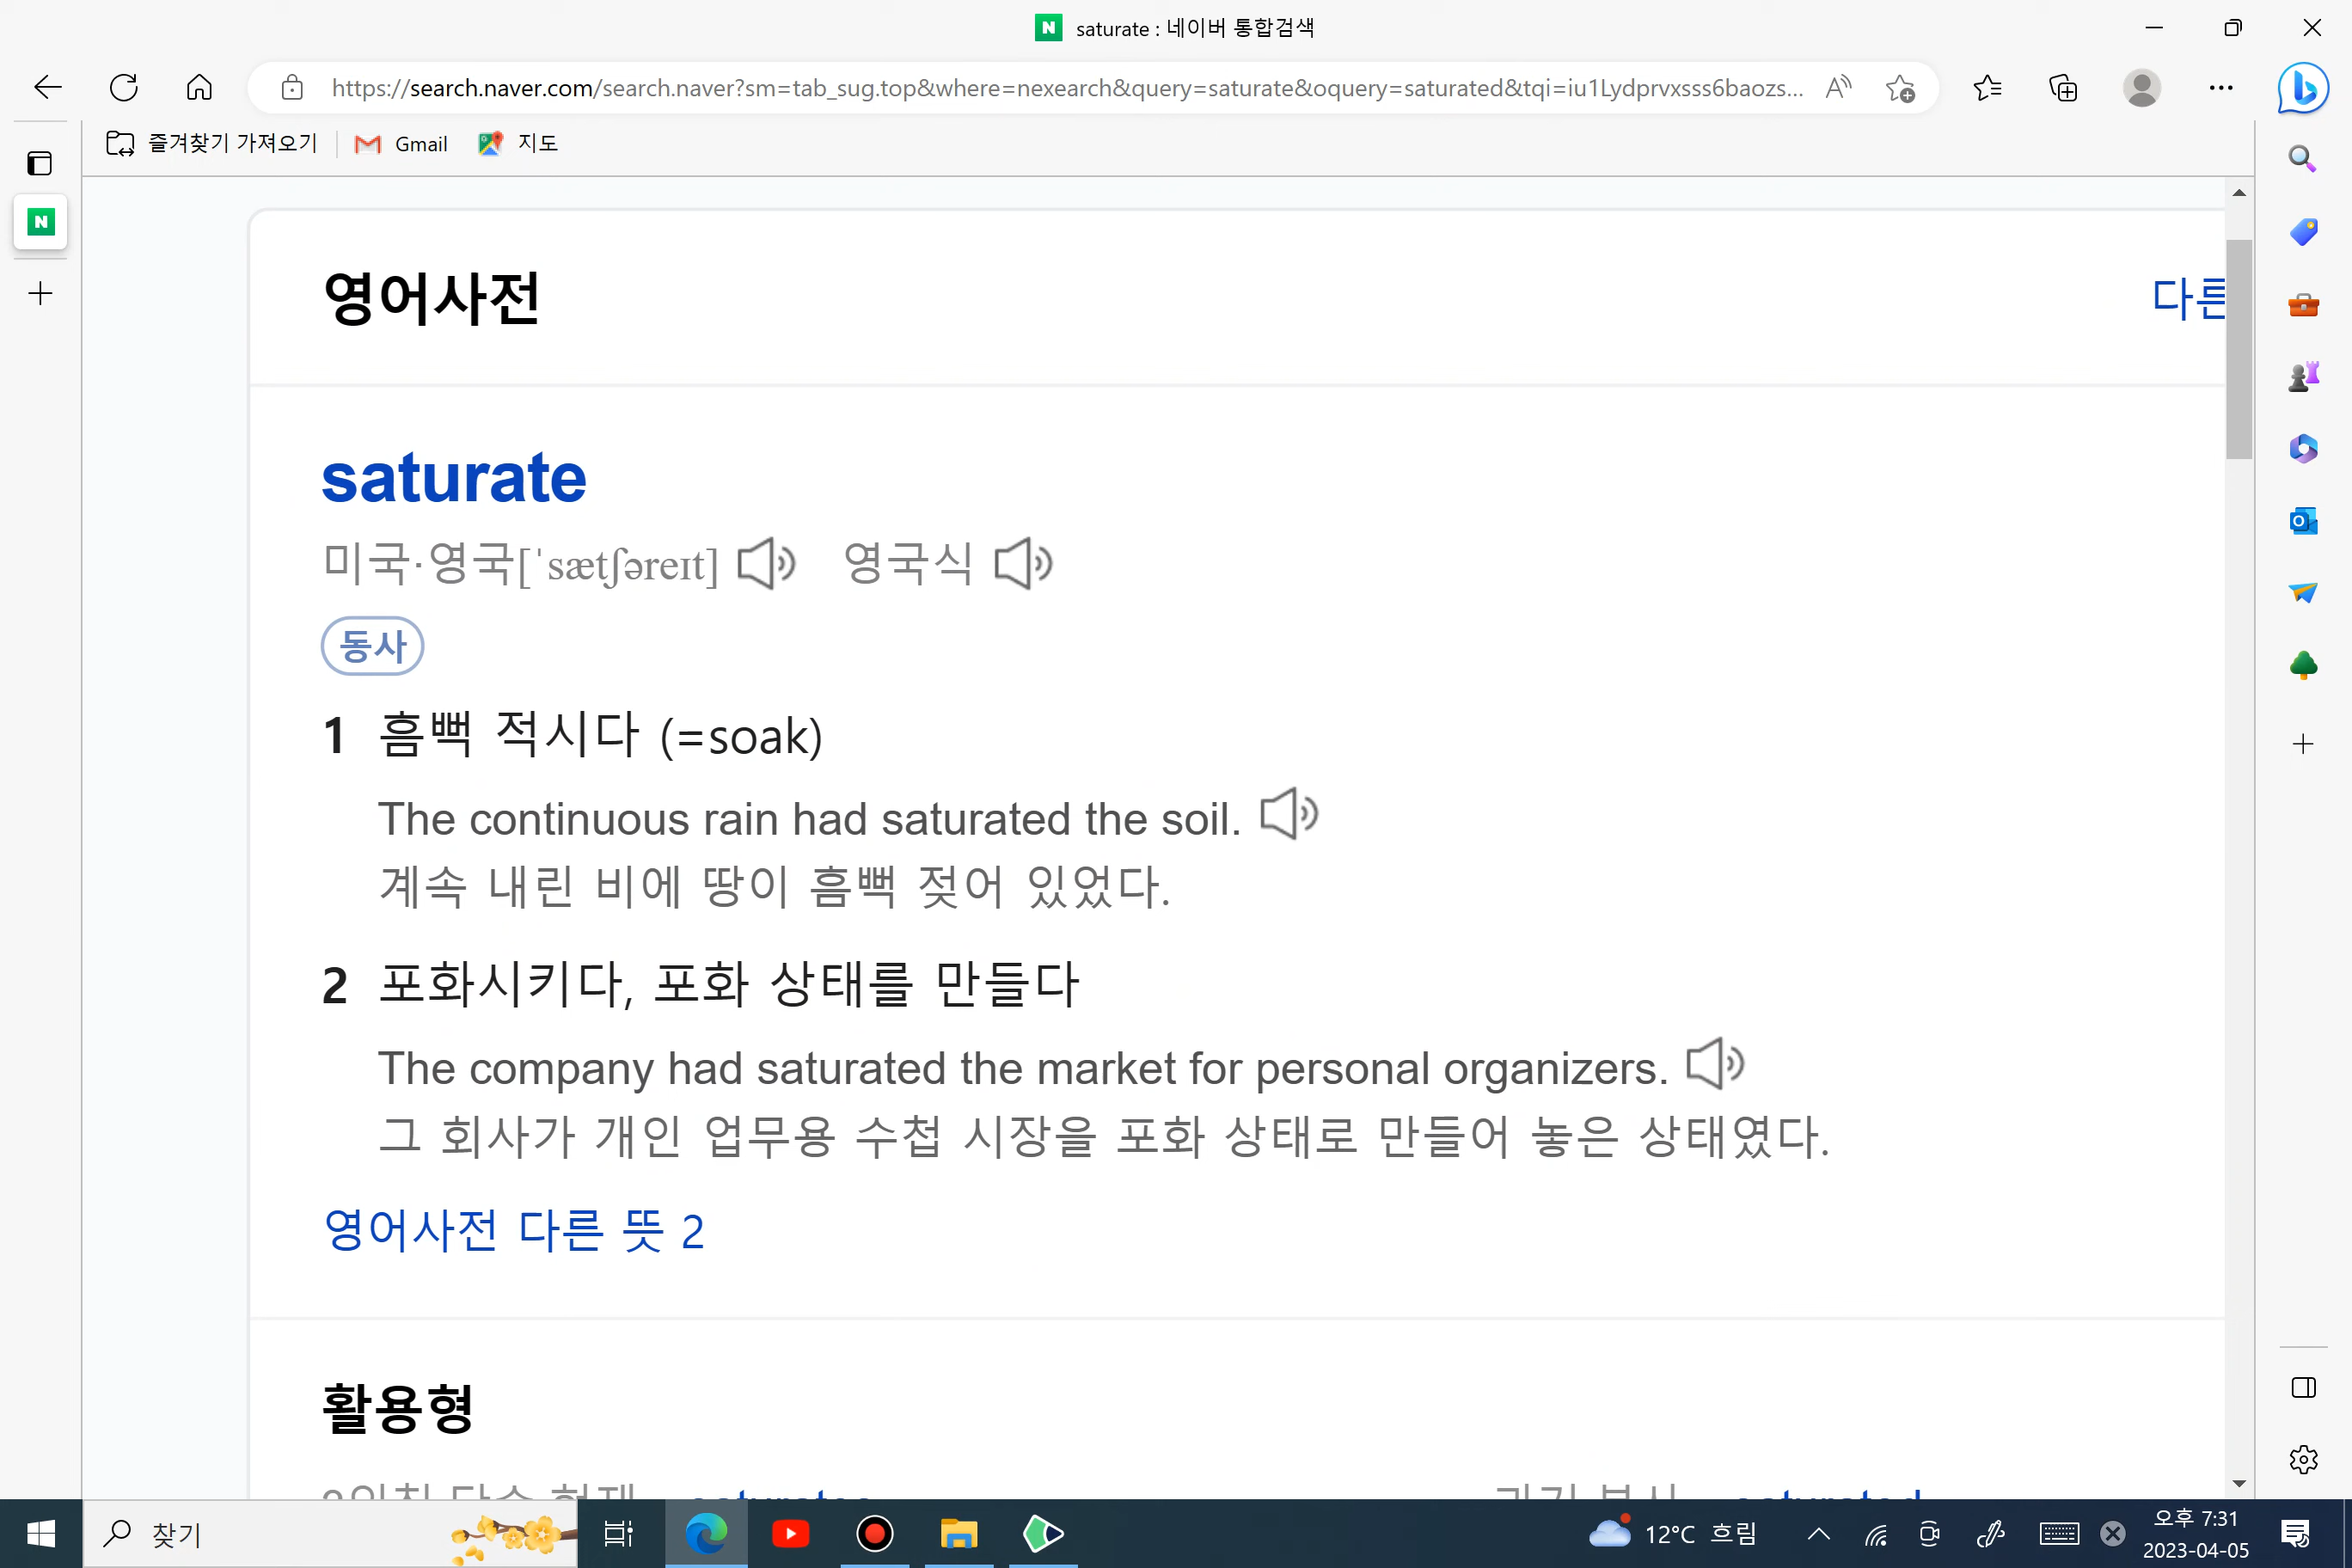 saturate : 네이버 통합검색
https://search.naver.com/search.naver?sm=tab_sug.top&where=nexearch&query=saturate&oquery=saturated&tqi=iu1Lydprvxsss6baozs...
즐겨찾기 가져오기 Gmail 지도
영어사전 다른
saturate
미국·영국[ˈsætʃəreɪt] 영국식
동사
1 흠뻑 적시다 (=soak)
The continuous rain had saturated the soil.
계속 내린 비에 땅이 흠뻑 젖어 있었다.
2 포화시키다, 포화 상태를 만들다
The company had saturated the market for personal organizers.
그 회사가 개인 업무용 수첩 시장을 포화 상태로 만들어 놓은 상태였다.
영어사전 다른 뜻 2
활용형
찾기
12°C 흐림
오후 7:31
2023-04-05